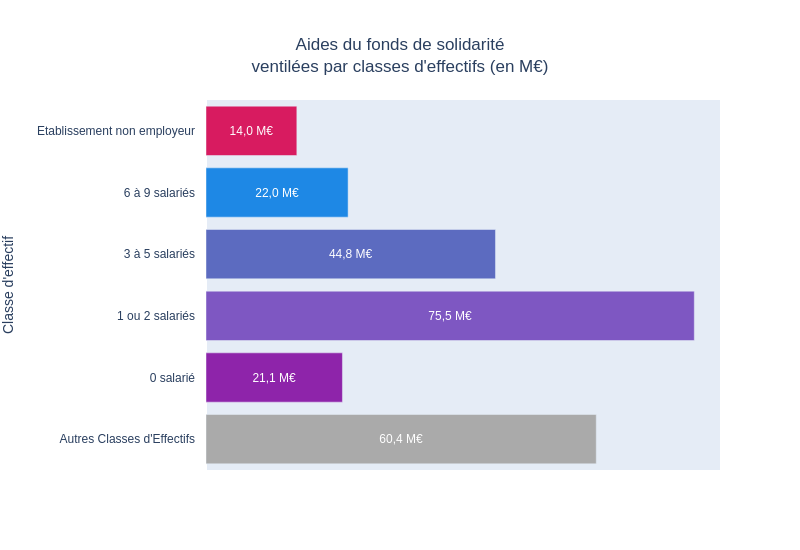 Aides du fonds de solidarité
ventilées par classes d'effectifs (en M€)
Classe d'effectif
Etablissement non employeur
14,0 M€
6 à 9 salariés
22,0 M€
3 à 5 salariés
44,8 M€
1 ou 2 salariés
75,5 M€
0 salarié
21,1 M€
Autres Classes d'Effectifs
60,4 M€